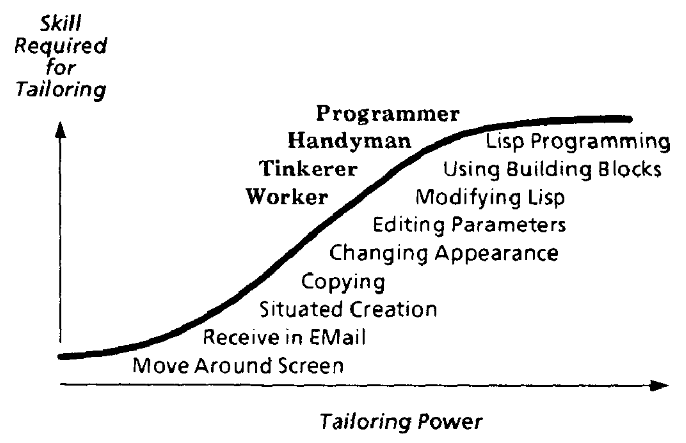 Skill
Required
for
Tailoring
Programmer
Handyman
Lisp Programming
Tinkerer
Using Building Blocks
Worker
Modifying Lisp
Editing Parameters
Changing Appearance
Copying
Situated Creation
Receive in EMail
Move Around Screen
Tailoring Power